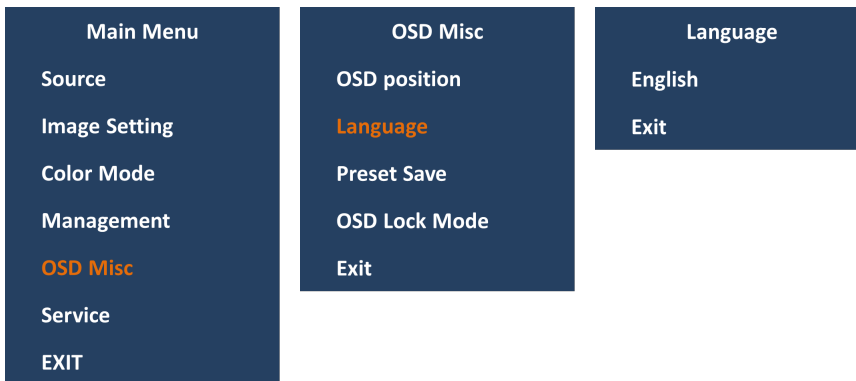 Main Menu
Source
Image Setting
Color Mode
Management
OSD Misc
Service
EXIT
OSD Misc
OSD position
Language
Preset Save
OSD Lock Mode
Exit
Language
English
Exit